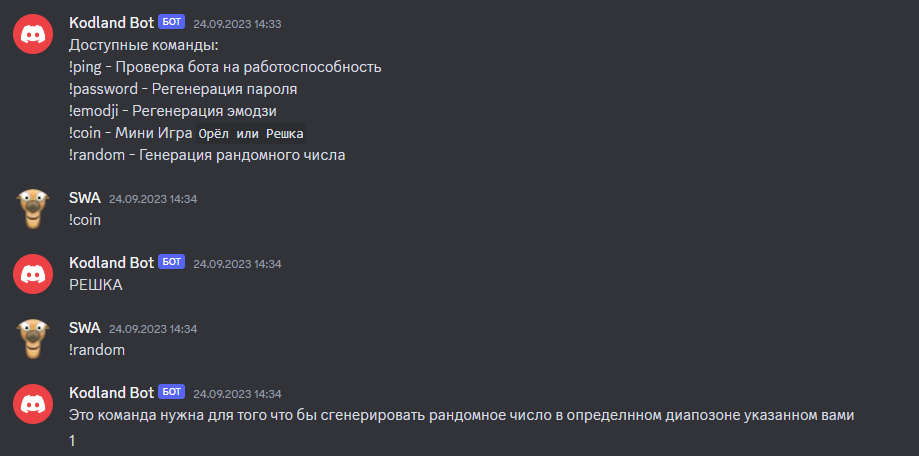 Kodland Bot БОТ 24.09.2023 14:33
Доступные команды:
!ping - Проверка бота на работоспособность
!password - Регенерация пароля
!emodji - Регенерация эмодзи
!coin - Мини Игра Орёл или Решка
!random - Генерация рандомного числа
SWA 24.09.2023 14:34
!coin
Kodland Bot БОТ 24.09.2023 14:34
РЕШКА
SWA 24.09.2023 14:34
!random
Kodland Bot БОТ 24.09.2023 14:34
Это команда нужна для того что бы сгенерировать рандомное число в определнном диапозоне указанном вами
1